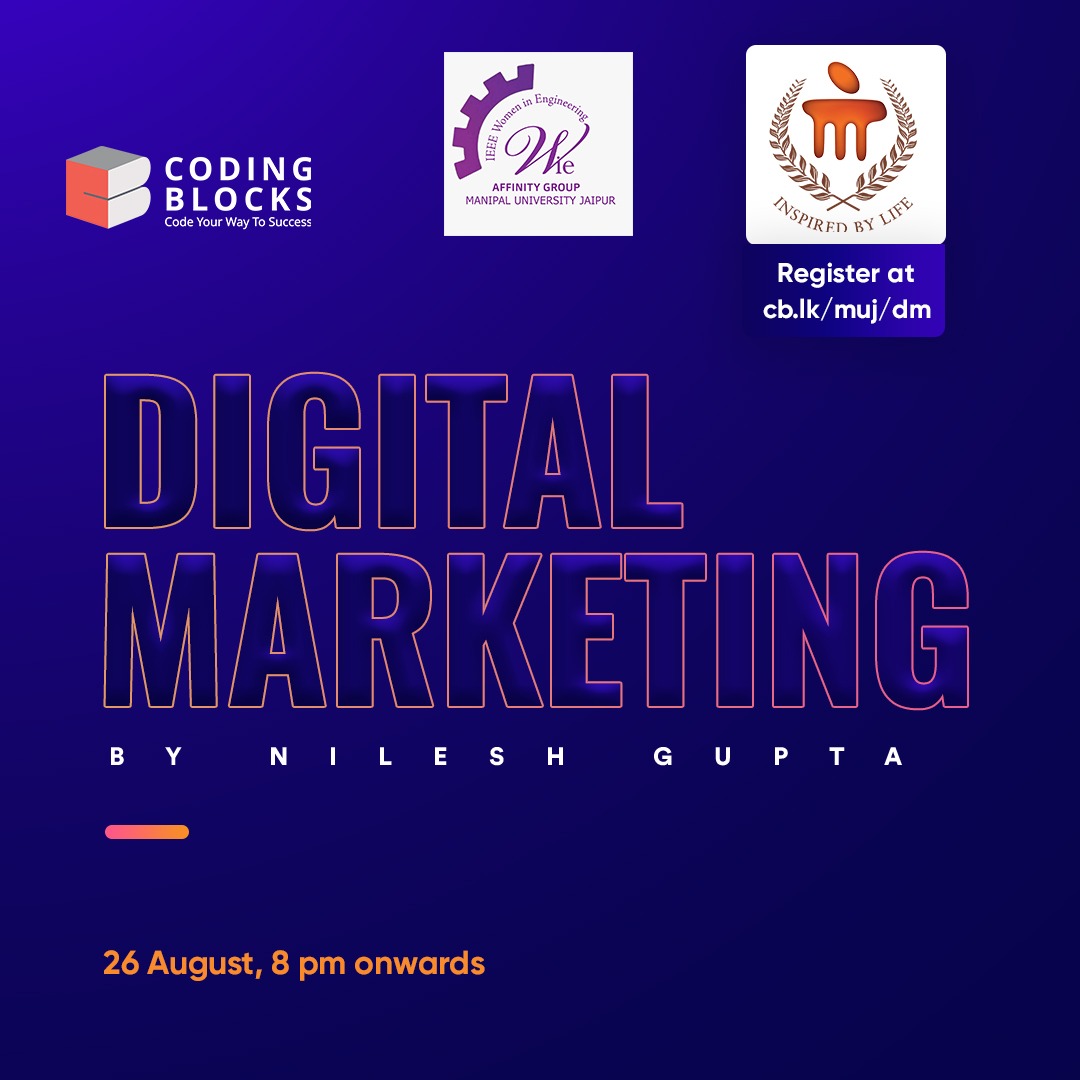 CODING
BLOCKS
Code Your Way To Success
IEEE Women in Engineering
Wie
AFFINITY GROUP
MANIPAL UNIVERSITY JAIPUR
INSPIRED BY LIFE
Register at
cb.lk/muj/dm
DIGITAL
MARKETING
BY NILESH GUPTA
26 August, 8 pm onwards